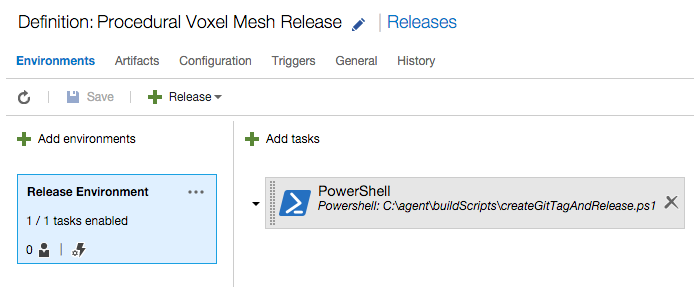 Definition: Procedural Voxel Mesh Release | Releases
Environments Artifacts Configuration Triggers General History
Save | Release
Add environments
Add tasks
Release Environment ...
1 / 1 tasks enabled
0 |
PowerShell
Powershell: C:\agent\buildScripts\createGitTagAndRelease.ps1